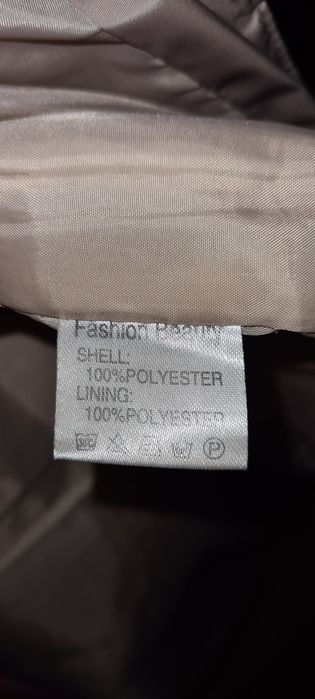 Fashion Beauty
SHELL:
100%POLYESTER
LINING:
100%POLYESTER
P